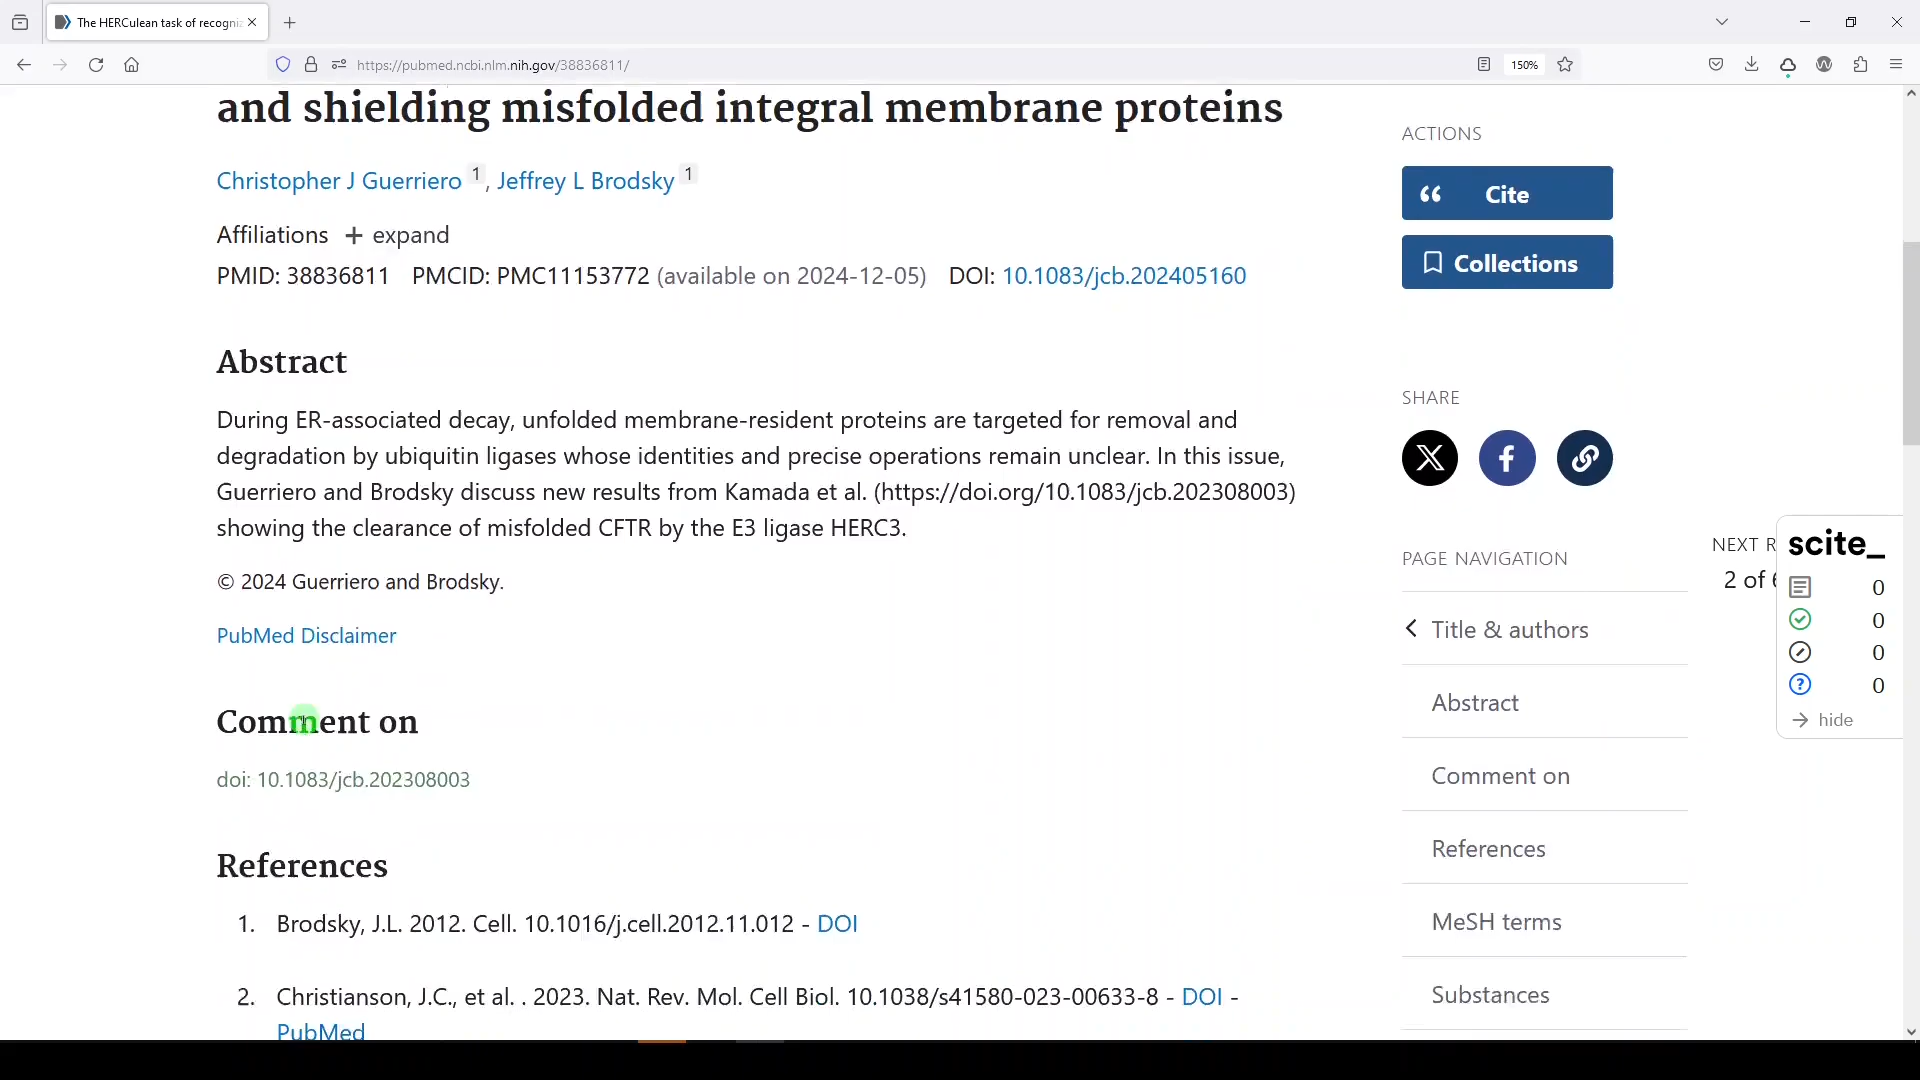 The HERCulean task of recogni
https://pubmed.ncbi.nlm.nih.gov/38836811/
150%
and shielding misfolded integral membrane proteins
Christopher J Guerriero 1, Jeffrey L Brodsky 1
Affiliations + expand
PMID: 38836811 PMCID: PMC11153772 (available on 2024-12-05) DOI: 10.1083/jcb.202405160
Abstract
During ER-associated decay, unfolded membrane-resident proteins are targeted for removal and
degradation by ubiquitin ligases whose identities and precise operations remain unclear. In this issue,
Guerriero and Brodsky discuss new results from Kamada et al. (https://doi.org/10.1083/jcb.202308003)
showing the clearance of misfolded CFTR by the E3 ligase HERC3.
© 2024 Guerriero and Brodsky.
PubMed Disclaimer
Comment on
doi: 10.1083/jcb.202308003
References
1. Brodsky, J.L. 2012. Cell. 10.1016/j.cell.2012.11.012 - DOI
2. Christianson, J.C., et al. . 2023. Nat. Rev. Mol. Cell Biol. 10.1038/s41580-023-00633-8 - DOI -
PubMed
ACTIONS
Cite
Collections
SHARE
PAGE NAVIGATION
Title & authors
Abstract
Comment on
References
MeSH terms
Substances
NEXT R
2 of 6
scite_
0
0
0
0
hide